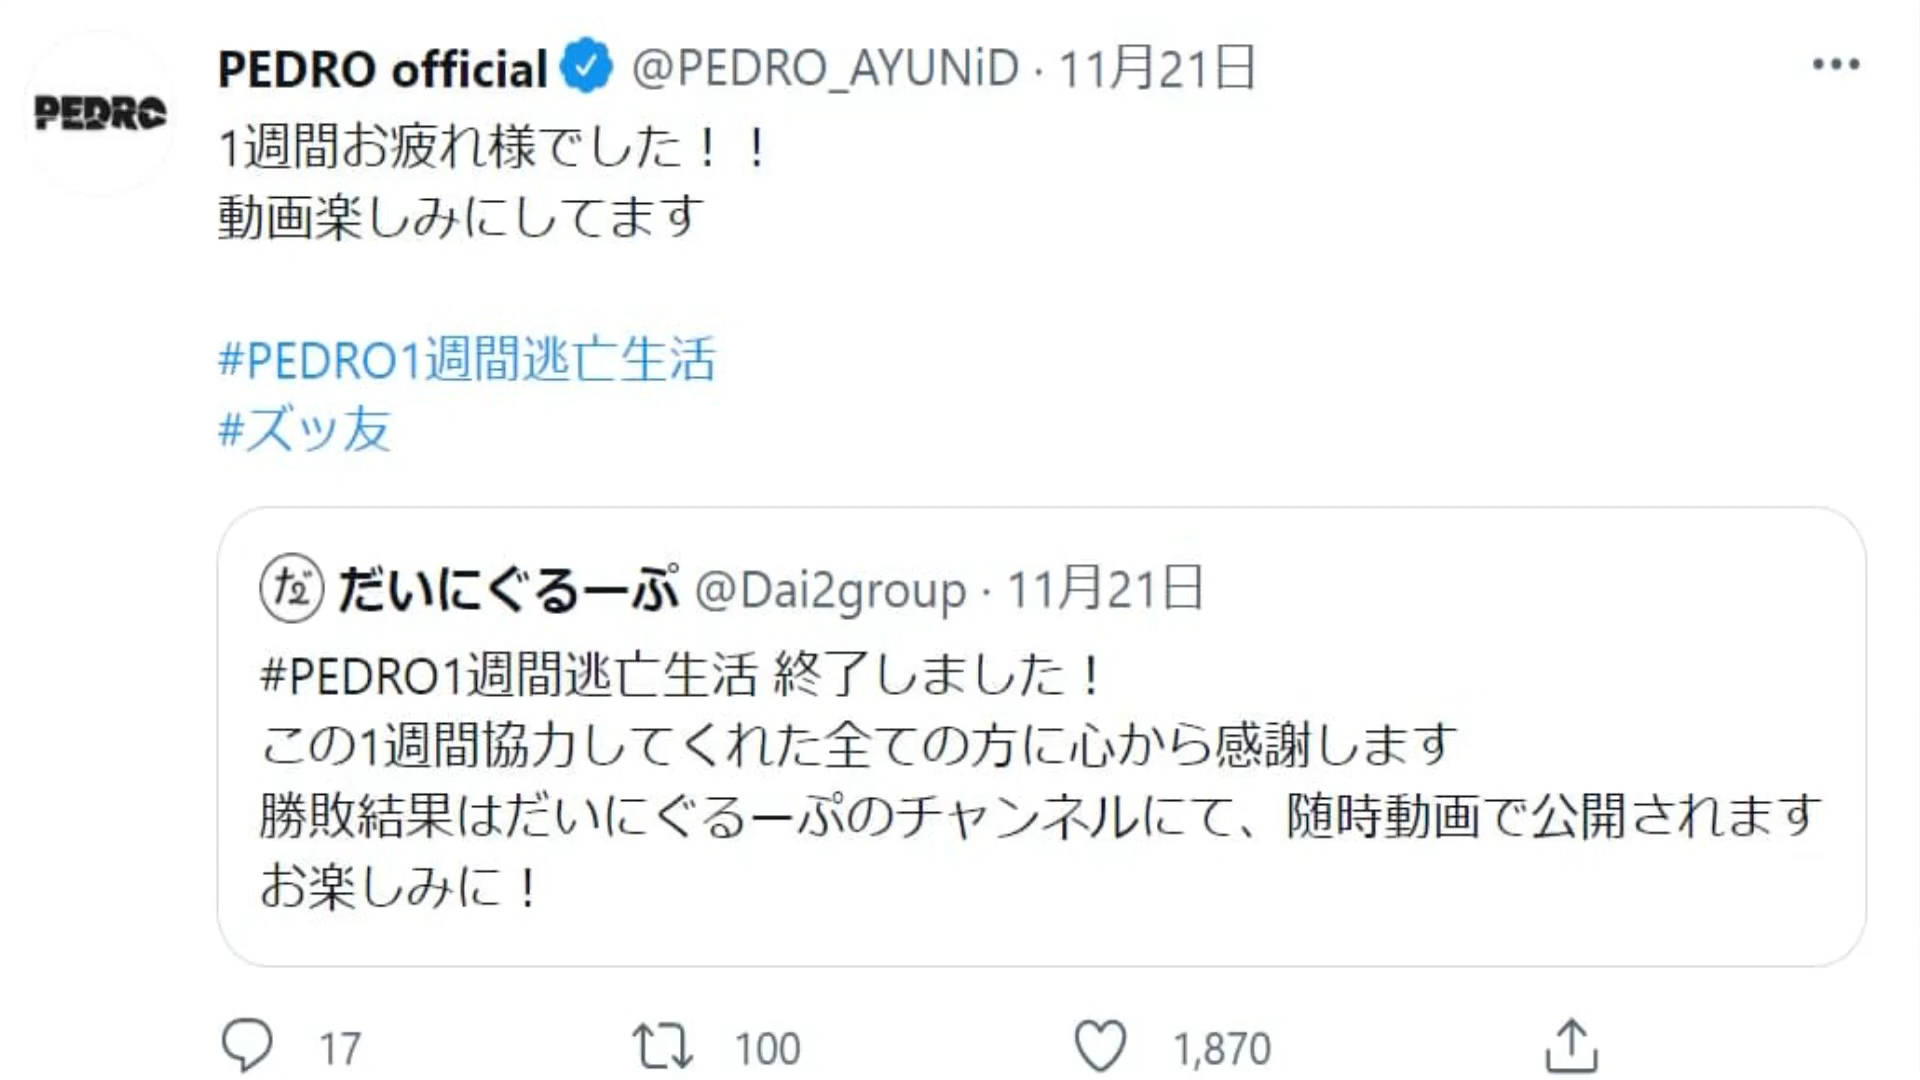 PEDRO
PEDRO official @PEDRO_AYUNiD · 11月21日
1週間お疲れ様でした！！
動画楽しみにしてます
#PEDRO1週間逃亡生活
#ズッ友
だ2 だいにぐるーぷ @Dai2group · 11月21日
#PEDRO1週間逃亡生活 終了しました！
この1週間協力してくれた全ての方に心から感謝します
勝敗結果はだいにぐるーぷのチャンネルにて、随時動画で公開されます
お楽しみに！
17 100 1,870